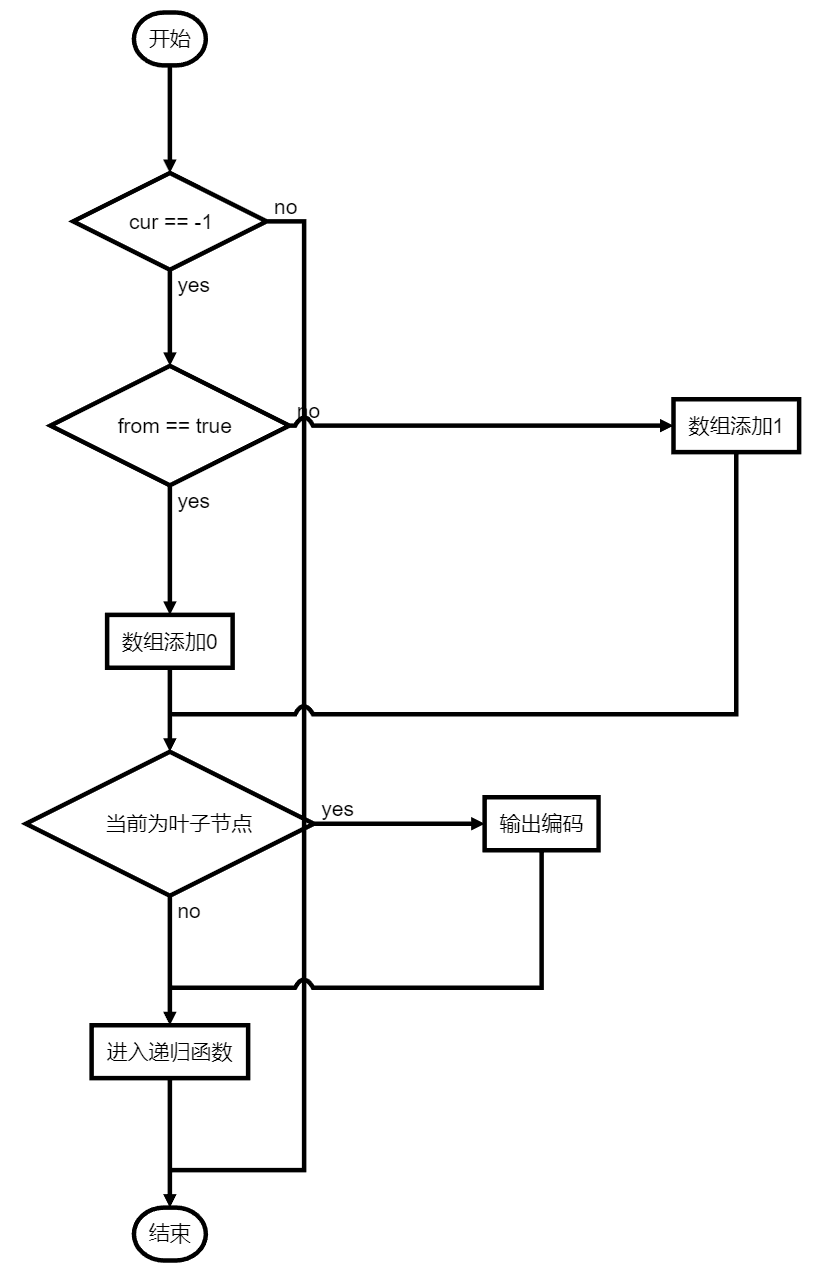 开始
cur == -1
no
yes
from == true
no
数组添加1
yes
数组添加0
当前为叶子节点
yes
输出编码
no
进入递归函数
结束